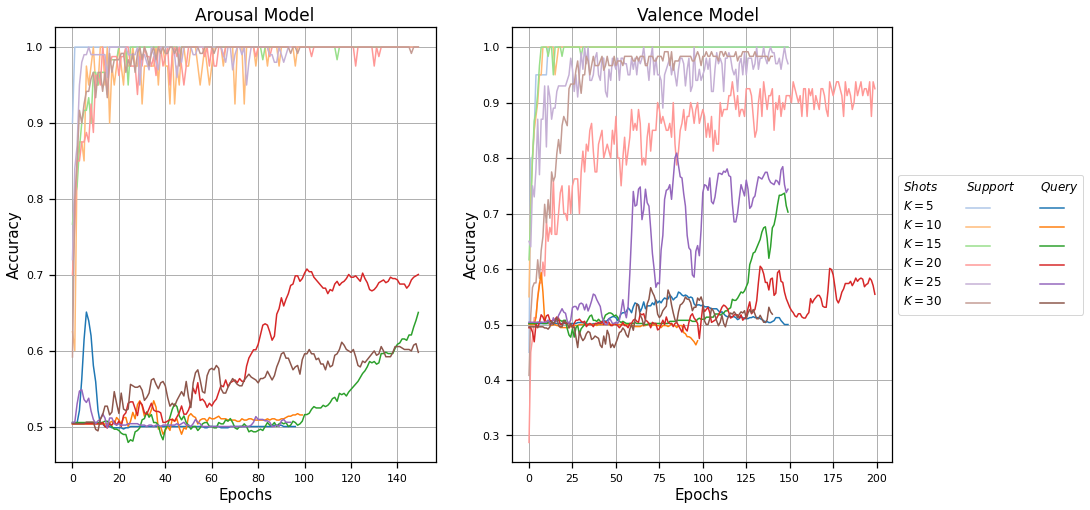 Arousal Model
Accuracy
1.0
0.9
0.8
0.7
0.6
0.5
0 20 40 60 80 100 120 140
Epochs
Valence Model
Accuracy
1.0
0.9
0.8
0.7
0.6
0.5
0.4
0.3
0 25 50 75 100 125 150 175 200
Epochs
Shots Support Query
K = 5
K = 10
K = 15
K = 20
K = 25
K = 30